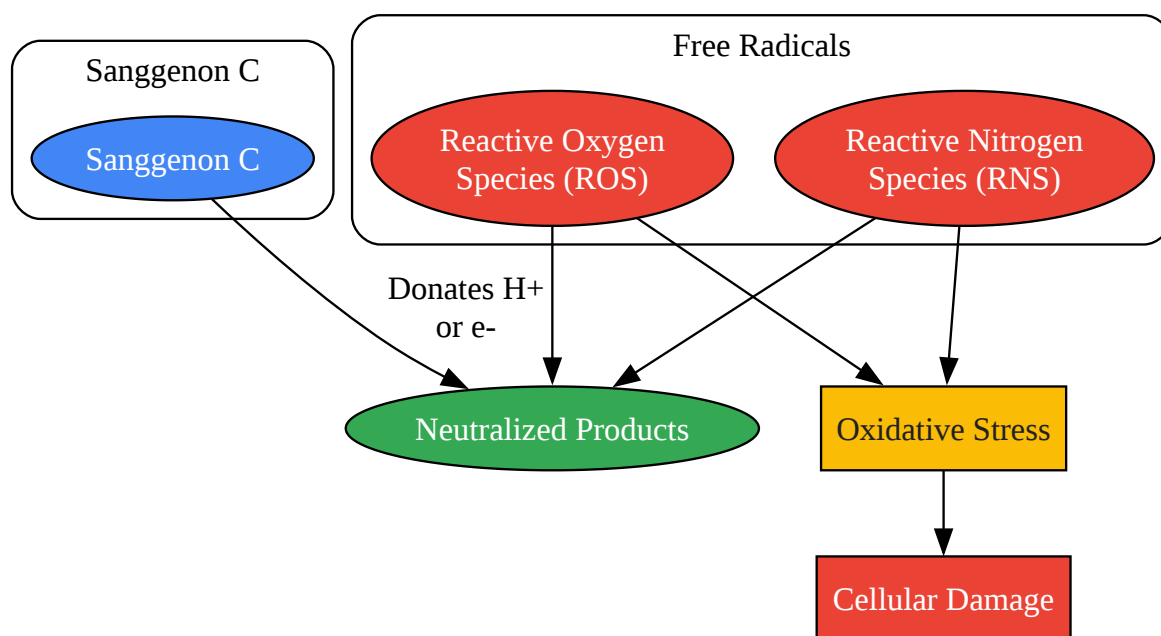 Sanggenon C
Sanggenon C
Free Radicals
Reactive Oxygen
Species (ROS)
Reactive Nitrogen
Species (RNS)
Donates H+
or e-
Neutralized Products
Oxidative Stress
Cellular Damage